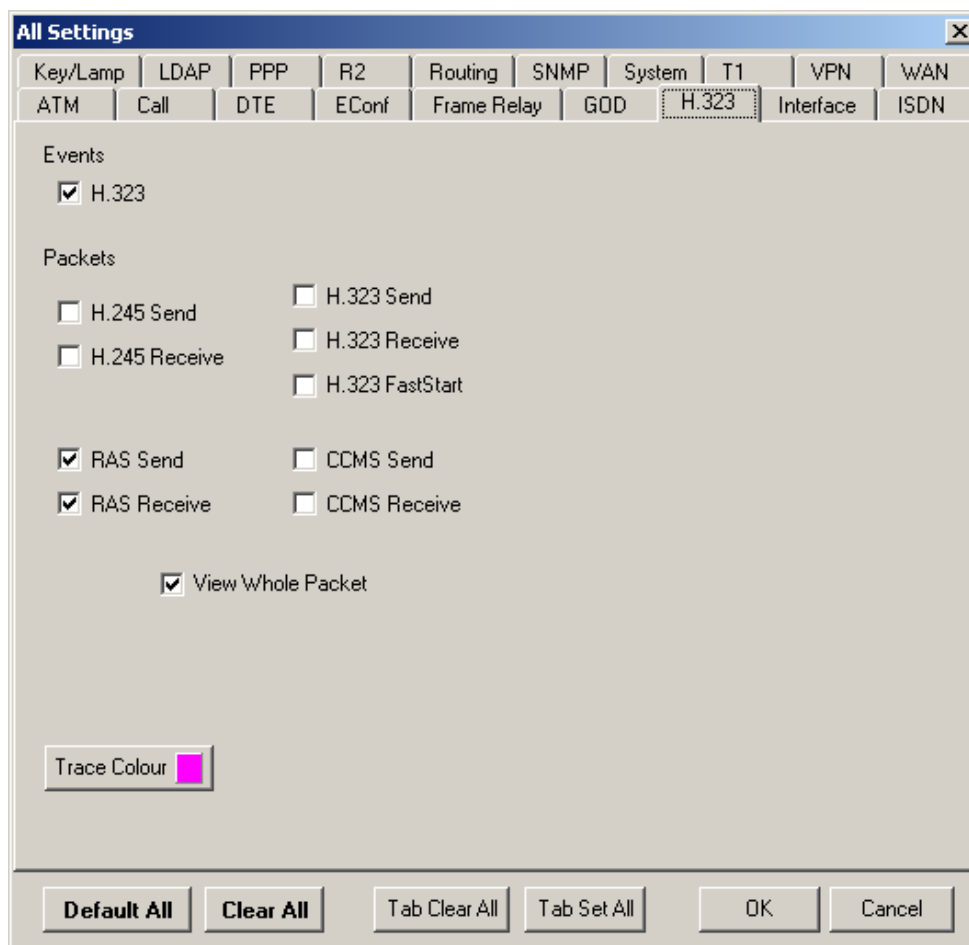 All Settings
Key/Lamp LDAP PPP R2 Routing SNMP System T1 VPN WAN
ATM Call DTE EConf Frame Relay GOD H.323 Interface ISDN
Events
H.323
Packets
H.245 Send
H.245 Receive
H.323 Send
H.323 Receive
H.323 FastStart
RAS Send
RAS Receive
CCMS Send
CCMS Receive
View Whole Packet
Trace Colour
Default All Clear All Tab Clear All Tab Set All OK Cancel